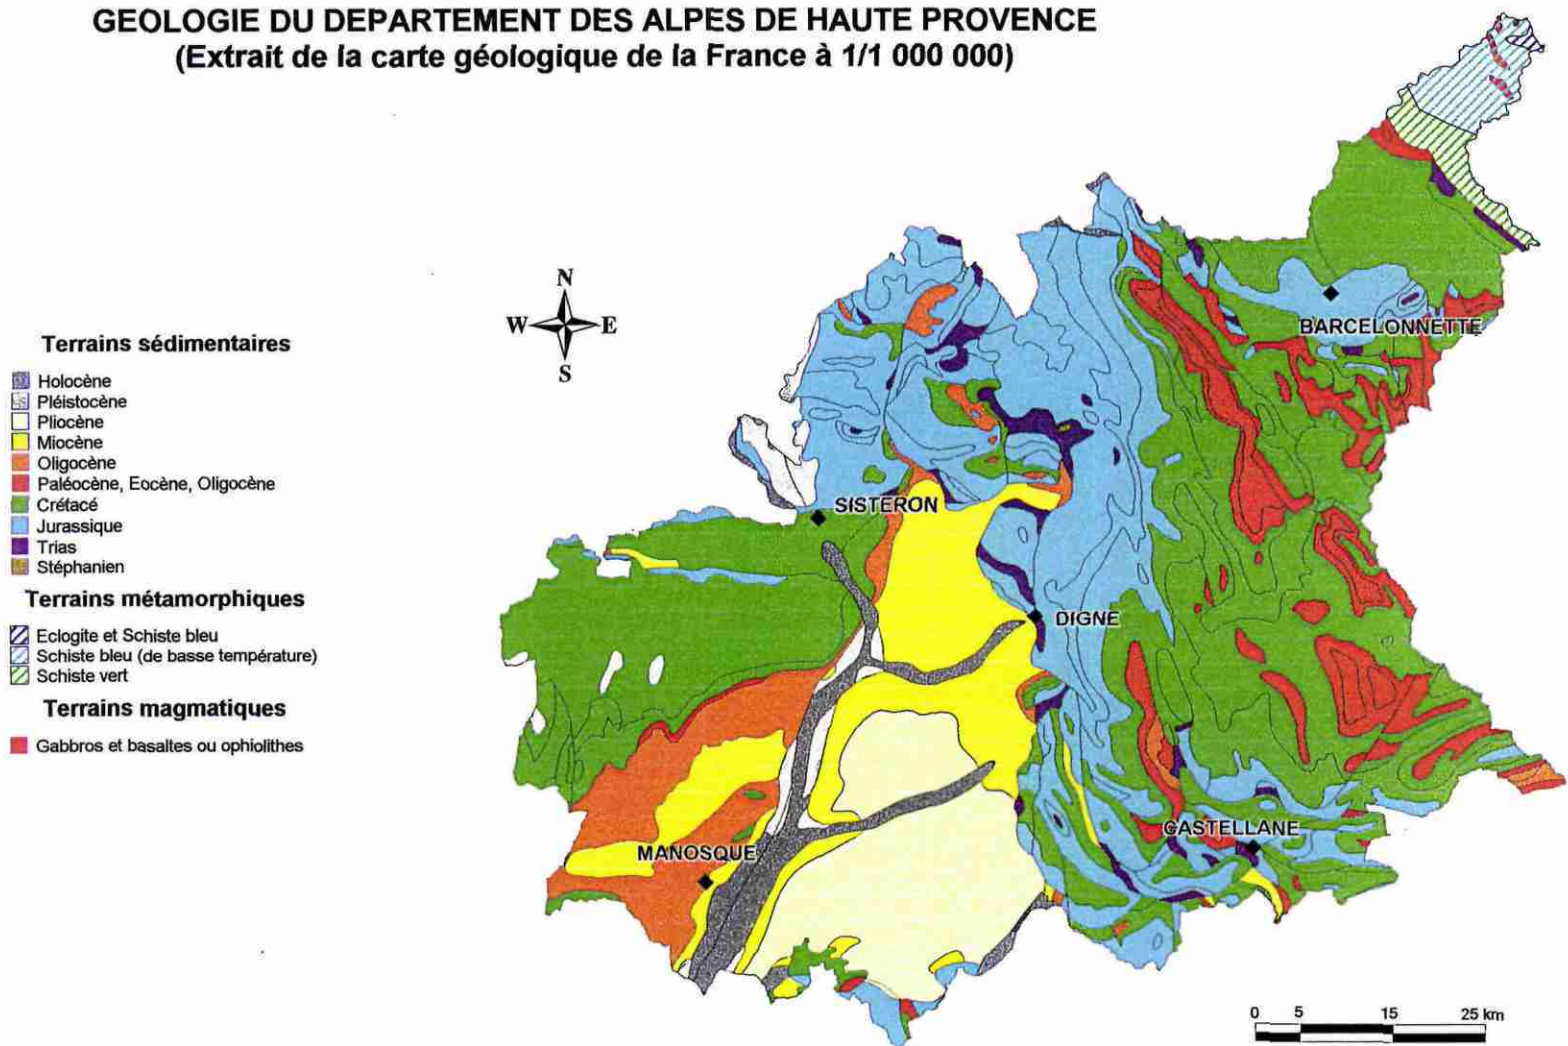 GEOLOGIE DU DEPARTEMENT DES ALPES DE HAUTE PROVENCE
(Extrait de la carte géologique de la France à 1/1 000 000)
N
W E
S
Terrains sédimentaires
Holocène
Pléistocène
Pliocène
Miocène
Oligocène
Paléocène, Eocène, Oligocène
Crétacé
Jurassique
Trias
Stéphanien
Terrains métamorphiques
Eclogite et Schiste bleu
Schiste bleu (de basse température)
Schiste vert
Terrains magmatiques
Gabbros et basaltes ou ophiolithes
BARCELONNETTE
SISTERON
DIGNE
CASTELLANE
MANOSQUE
0 5 15 25 km